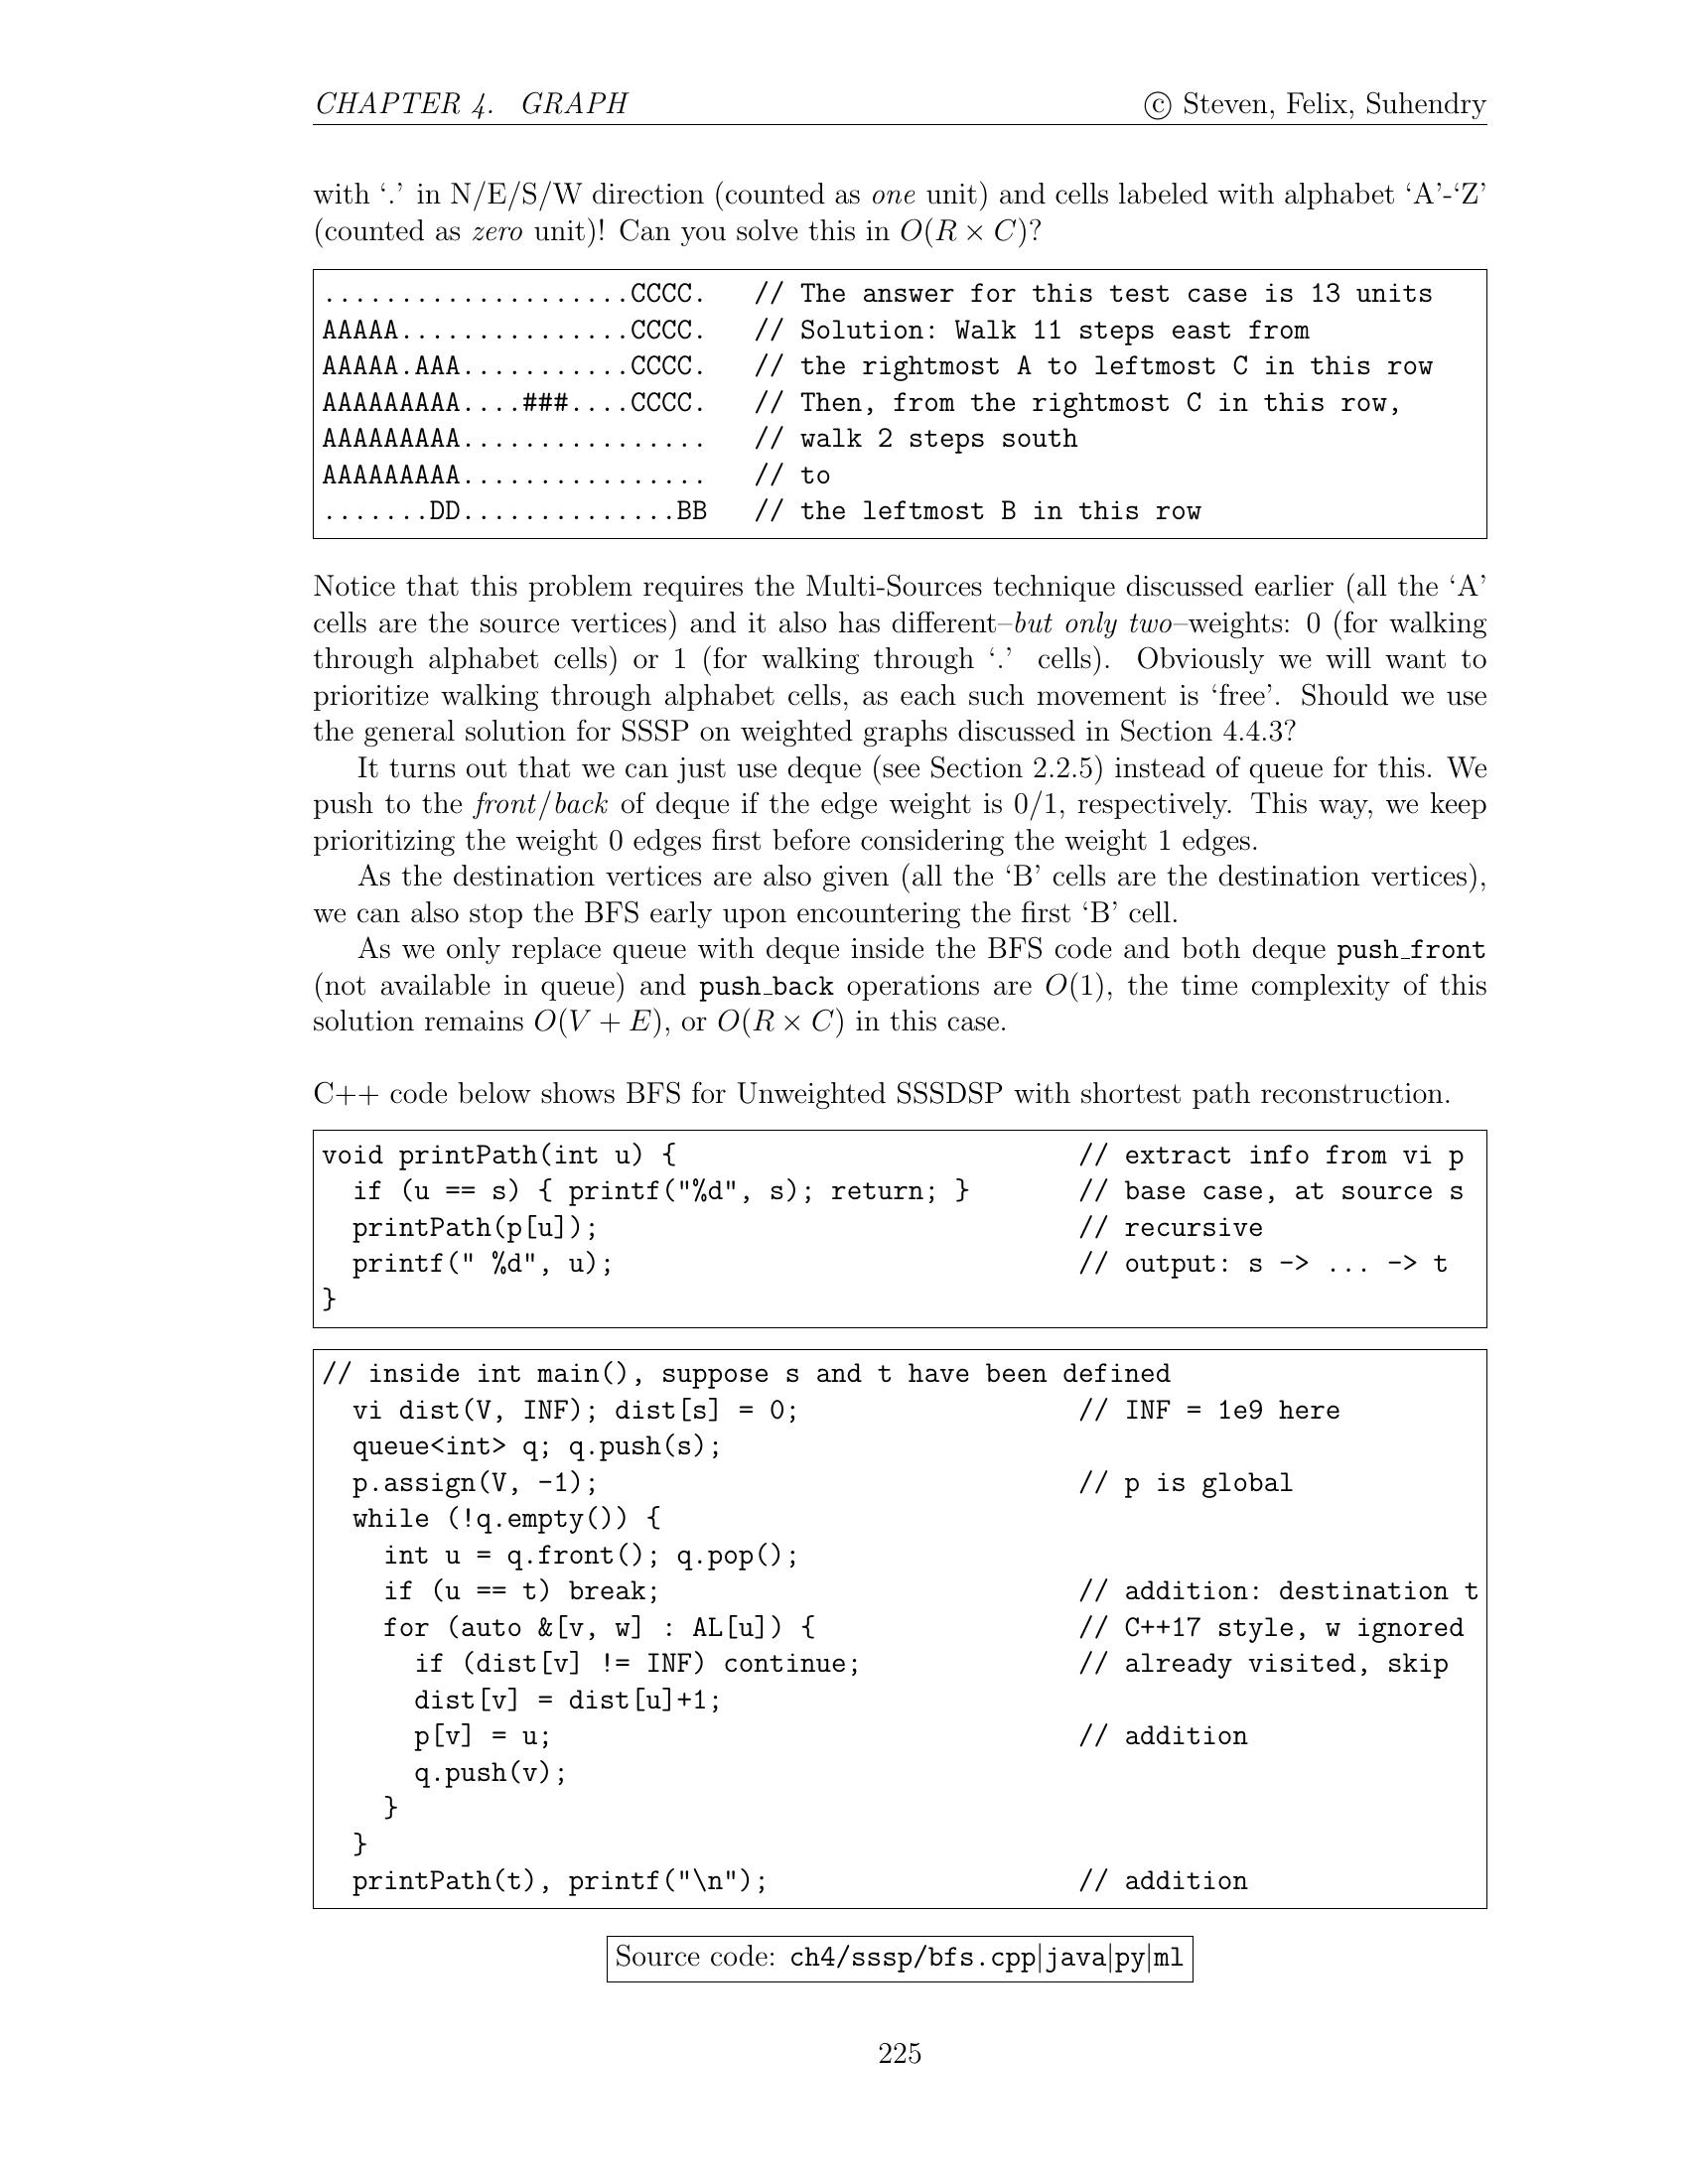 CHAPTER 4. GRAPH © Steven, Felix, Suhendry
with ‘.’ in N/E/S/W direction (counted as one unit) and cells labeled with alphabet ‘A’-‘Z’
(counted as zero unit)! Can you solve this in O(R × C)?
....................CCCC.   // The answer for this test case is 13 units
AAAAA...............CCCC.   // Solution: Walk 11 steps east from
AAAAA.AAA...........CCCC.   // the rightmost A to leftmost C in this row
AAAAAAAAA....###....CCCC.   // Then, from the rightmost C in this row,
AAAAAAAAA................   // walk 2 steps south
AAAAAAAAA................   // to
.......DD..............BB   // the leftmost B in this row
Notice that this problem requires the Multi-Sources technique discussed earlier (all the ‘A’
cells are the source vertices) and it also has different–but only two–weights: 0 (for walking
through alphabet cells) or 1 (for walking through ‘.’ cells). Obviously we will want to
prioritize walking through alphabet cells, as each such movement is ‘free’. Should we use
the general solution for SSSP on weighted graphs discussed in Section 4.4.3?
It turns out that we can just use deque (see Section 2.2.5) instead of queue for this. We
push to the front/back of deque if the edge weight is 0/1, respectively. This way, we keep
prioritizing the weight 0 edges first before considering the weight 1 edges.
As the destination vertices are also given (all the ‘B’ cells are the destination vertices),
we can also stop the BFS early upon encountering the first ‘B’ cell.
As we only replace queue with deque inside the BFS code and both deque push_front
(not available in queue) and push_back operations are O(1), the time complexity of this
solution remains O(V + E), or O(R × C) in this case.
C++ code below shows BFS for Unweighted SSSDSP with shortest path reconstruction.
void printPath(int u) {                          // extract info from vi p
  if (u == s) { printf("%d", s); return; }       // base case, at source s
  printPath(p[u]);                               // recursive
  printf(" %d", u);                              // output: s -> ... -> t
}
// inside int main(), suppose s and t have been defined
  vi dist(V, INF); dist[s] = 0;                  // INF = 1e9 here
  queue<int> q; q.push(s);
  p.assign(V, -1);                               // p is global
  while (!q.empty()) {
    int u = q.front(); q.pop();
    if (u == t) break;                           // addition: destination t
    for (auto &[v, w] : AL[u]) {                 // C++17 style, w ignored
      if (dist[v] != INF) continue;              // already visited, skip
      dist[v] = dist[u]+1;
      p[v] = u;                                  // addition
      q.push(v);
    }
  }
  printPath(t), printf("\n");                    // addition
Source code: ch4/sssp/bfs.cpp|java|py|ml
225